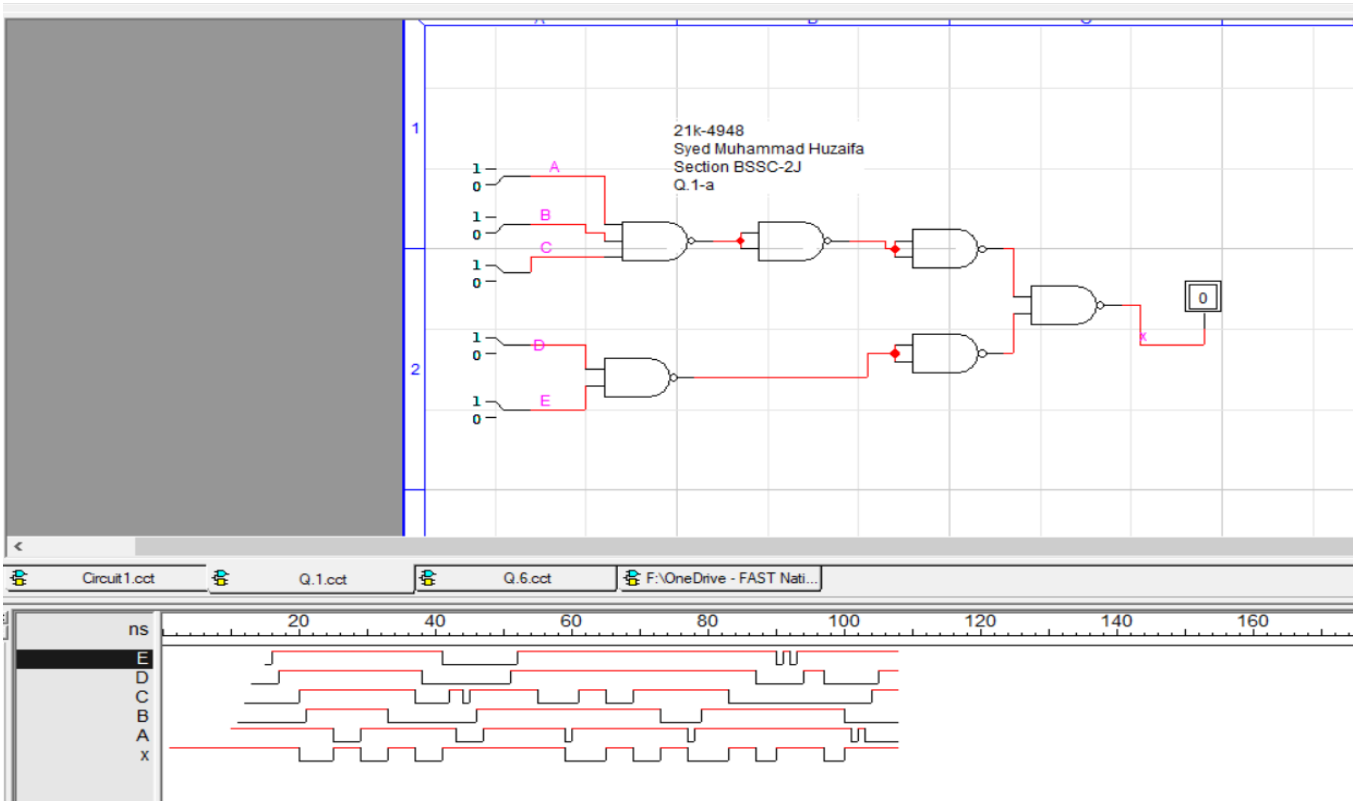 1
21k-4948
Syed Muhammad Huzaifa
Section BSSC-2J
Q.1-a
1
0
A
1
0
B
1
0
C
0
x
2
1
0
D
1
0
E
<
Circuit1.cct
Q.1.cct
Q.6.cct
F:\OneDrive - FAST Nati...
ns
20 40 60 80 100 120 140 160
E
D
C
B
A
x